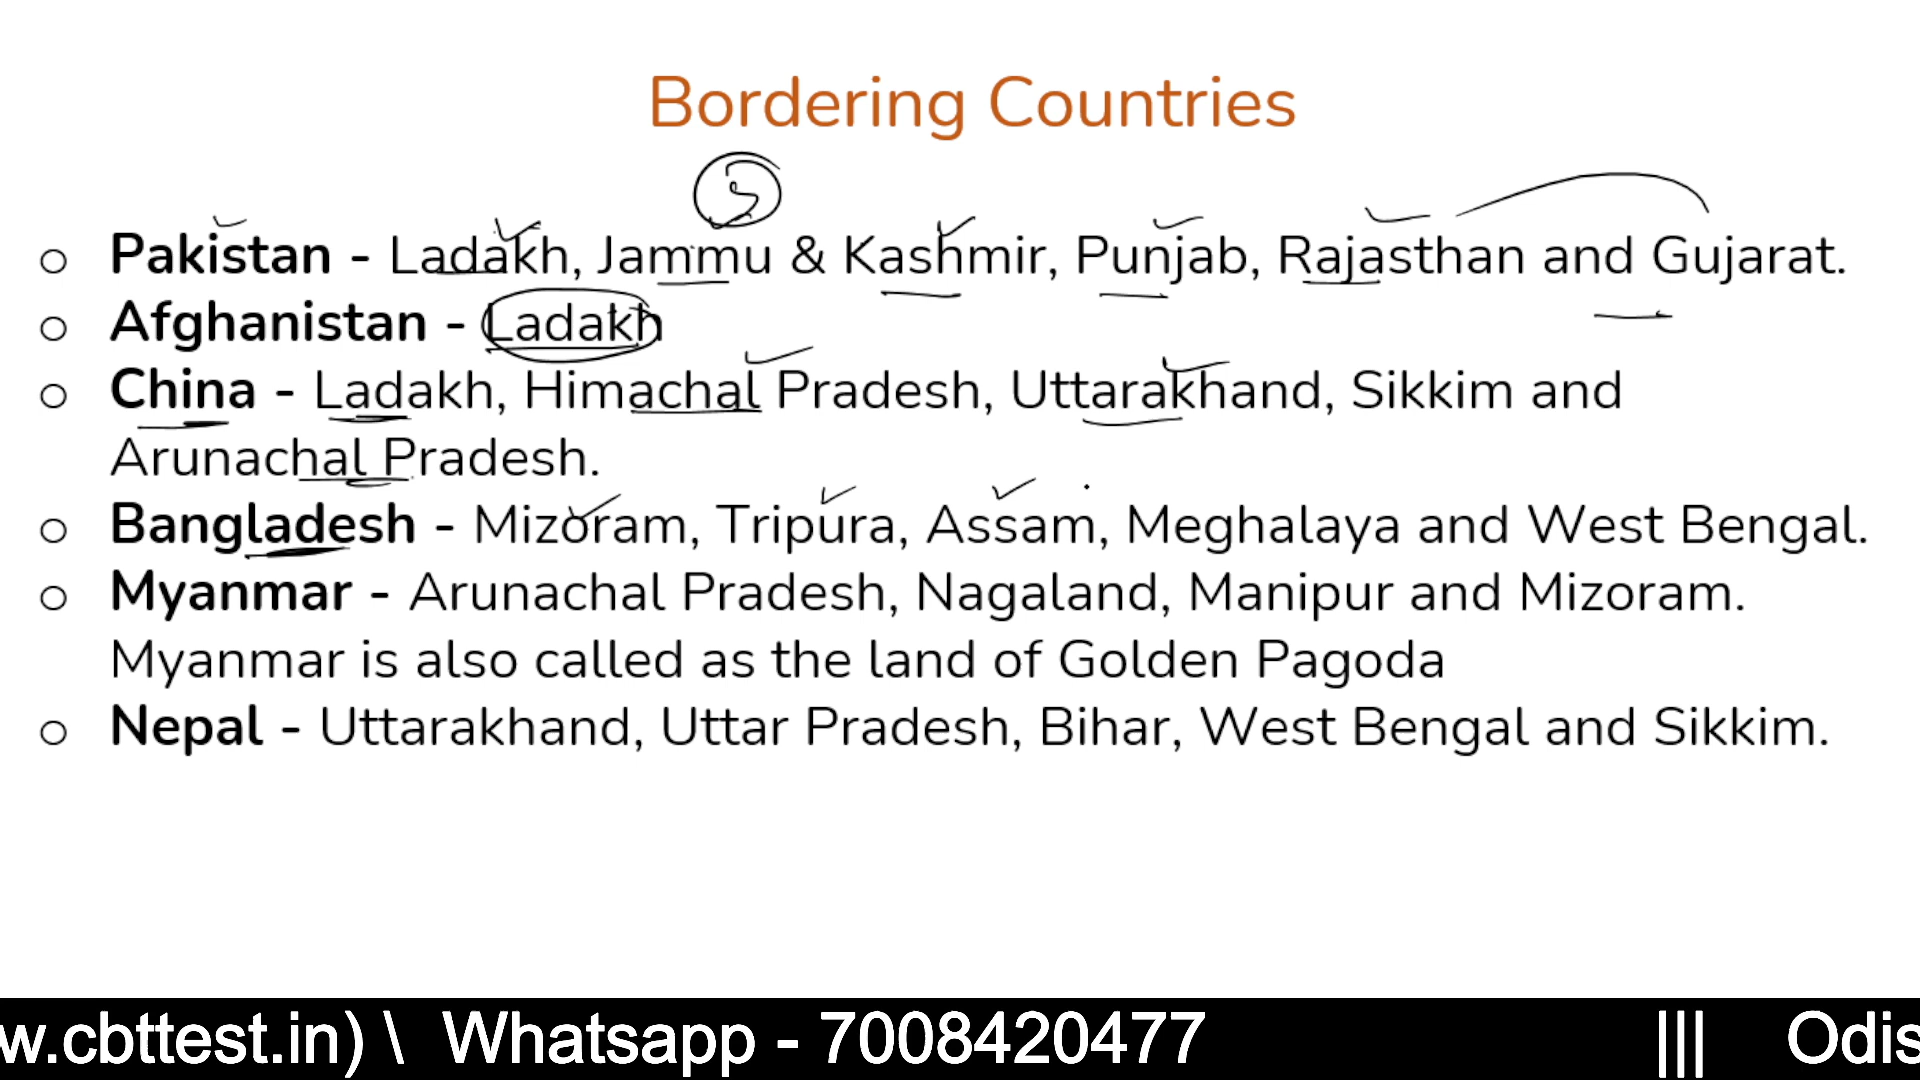 Bordering Countries
o Pakistan - Ladakh, Jammu & Kashmir, Punjab, Rajasthan and Gujarat.
o Afghanistan - Ladakh
o China - Ladakh, Himachal Pradesh, Uttarakhand, Sikkim and
Arunachal Pradesh.
o Bangladesh - Mizoram, Tripura, Assam, Meghalaya and West Bengal.
o Myanmar - Arunachal Pradesh, Nagaland, Manipur and Mizoram.
Myanmar is also called as the land of Golden Pagoda
o Nepal - Uttarakhand, Uttar Pradesh, Bihar, West Bengal and Sikkim.
w.cbttest.in) \ Whatsapp - 7008420477 ||| Odis